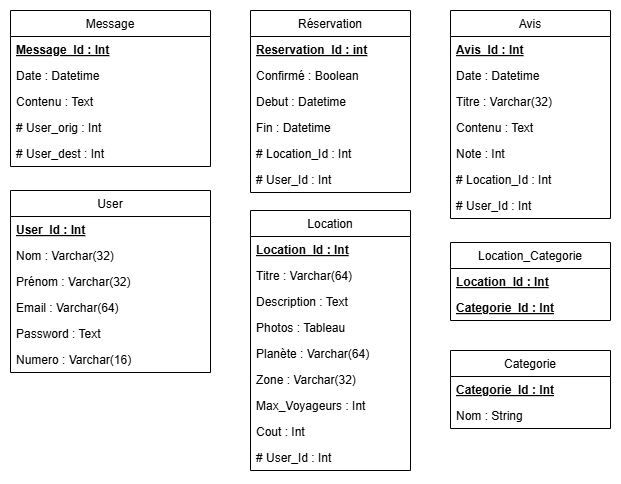 Message
Message_Id : Int
Date : Datetime
Contenu : Text
# User_orig : Int
# User_dest : Int
User
User_Id : Int
Nom : Varchar(32)
Prénom : Varchar(32)
Email : Varchar(64)
Password : Text
Numero : Varchar(16)
Réservation
Reservation_Id : int
Confirmé : Boolean
Debut : Datetime
Fin : Datetime
# Location_Id : Int
# User_Id : Int
Location
Location_Id : Int
Titre : Varchar(64)
Description : Text
Photos : Tableau
Planète : Varchar(64)
Zone : Varchar(32)
Max_Voyageurs : Int
Cout : Int
# User_Id : Int
Avis
Avis_Id : Int
Date : Datetime
Titre : Varchar(32)
Contenu : Text
Note : Int
# Location_Id : Int
# User_Id : Int
Location_Categorie
Location_Id : Int
Categorie_Id : Int
Categorie
Categorie_Id : Int
Nom : String